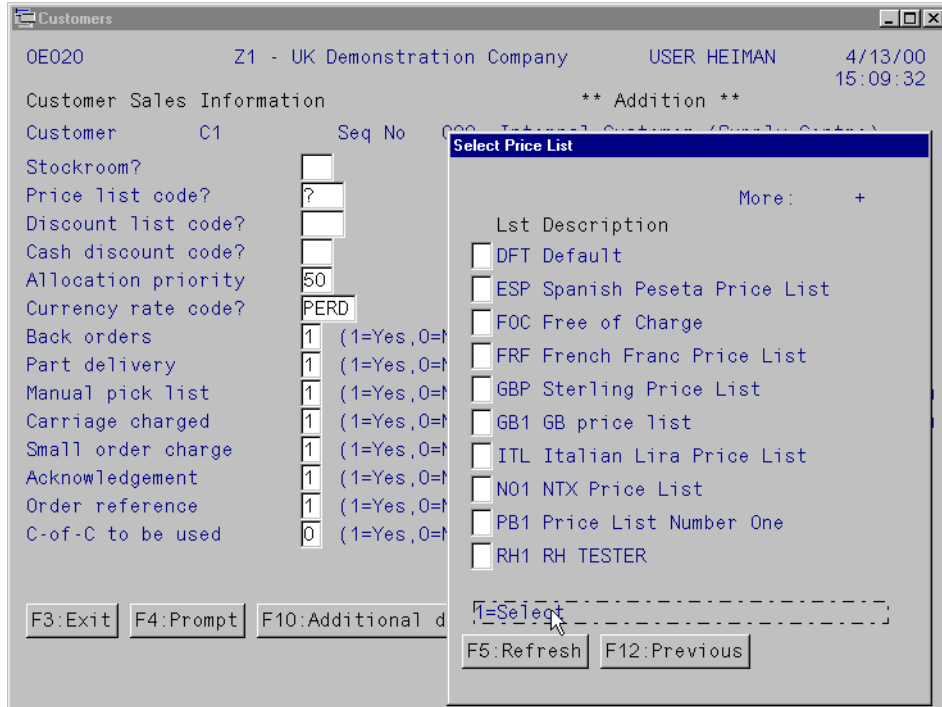 Customers
OE020 Z1 - UK Demonstration Company USER HEIMAN 4/13/00
15:09:32
Customer Sales Information ** Addition **
Customer C1 Seq No
Stockroom?
Price list code? ?
Discount list code?
Cash discount code?
Allocation priority 50
Currency rate code? PERD
Back orders 1 (1=Yes,0=
Part delivery 1 (1=Yes,0=
Manual pick list 1 (1=Yes,0=
Carriage charged 1 (1=Yes,0=
Small order charge 1 (1=Yes,0=
Acknowledgement 1 (1=Yes,0=
Order reference 1 (1=Yes,0=
C-of-C to be used 0 (1=Yes,0=
F3:Exit F4:Prompt F10:Additional d
Select Price List
More: +
Lst Description
DFT Default
ESP Spanish Peseta Price List
FOC Free of Charge
FRF French Franc Price List
GBP Sterling Price List
GB1 GB price list
ITL Italian Lira Price List
NO1 NTX Price List
PB1 Price List Number One
RH1 RH TESTER
1=Select
F5:Refresh F12:Previous